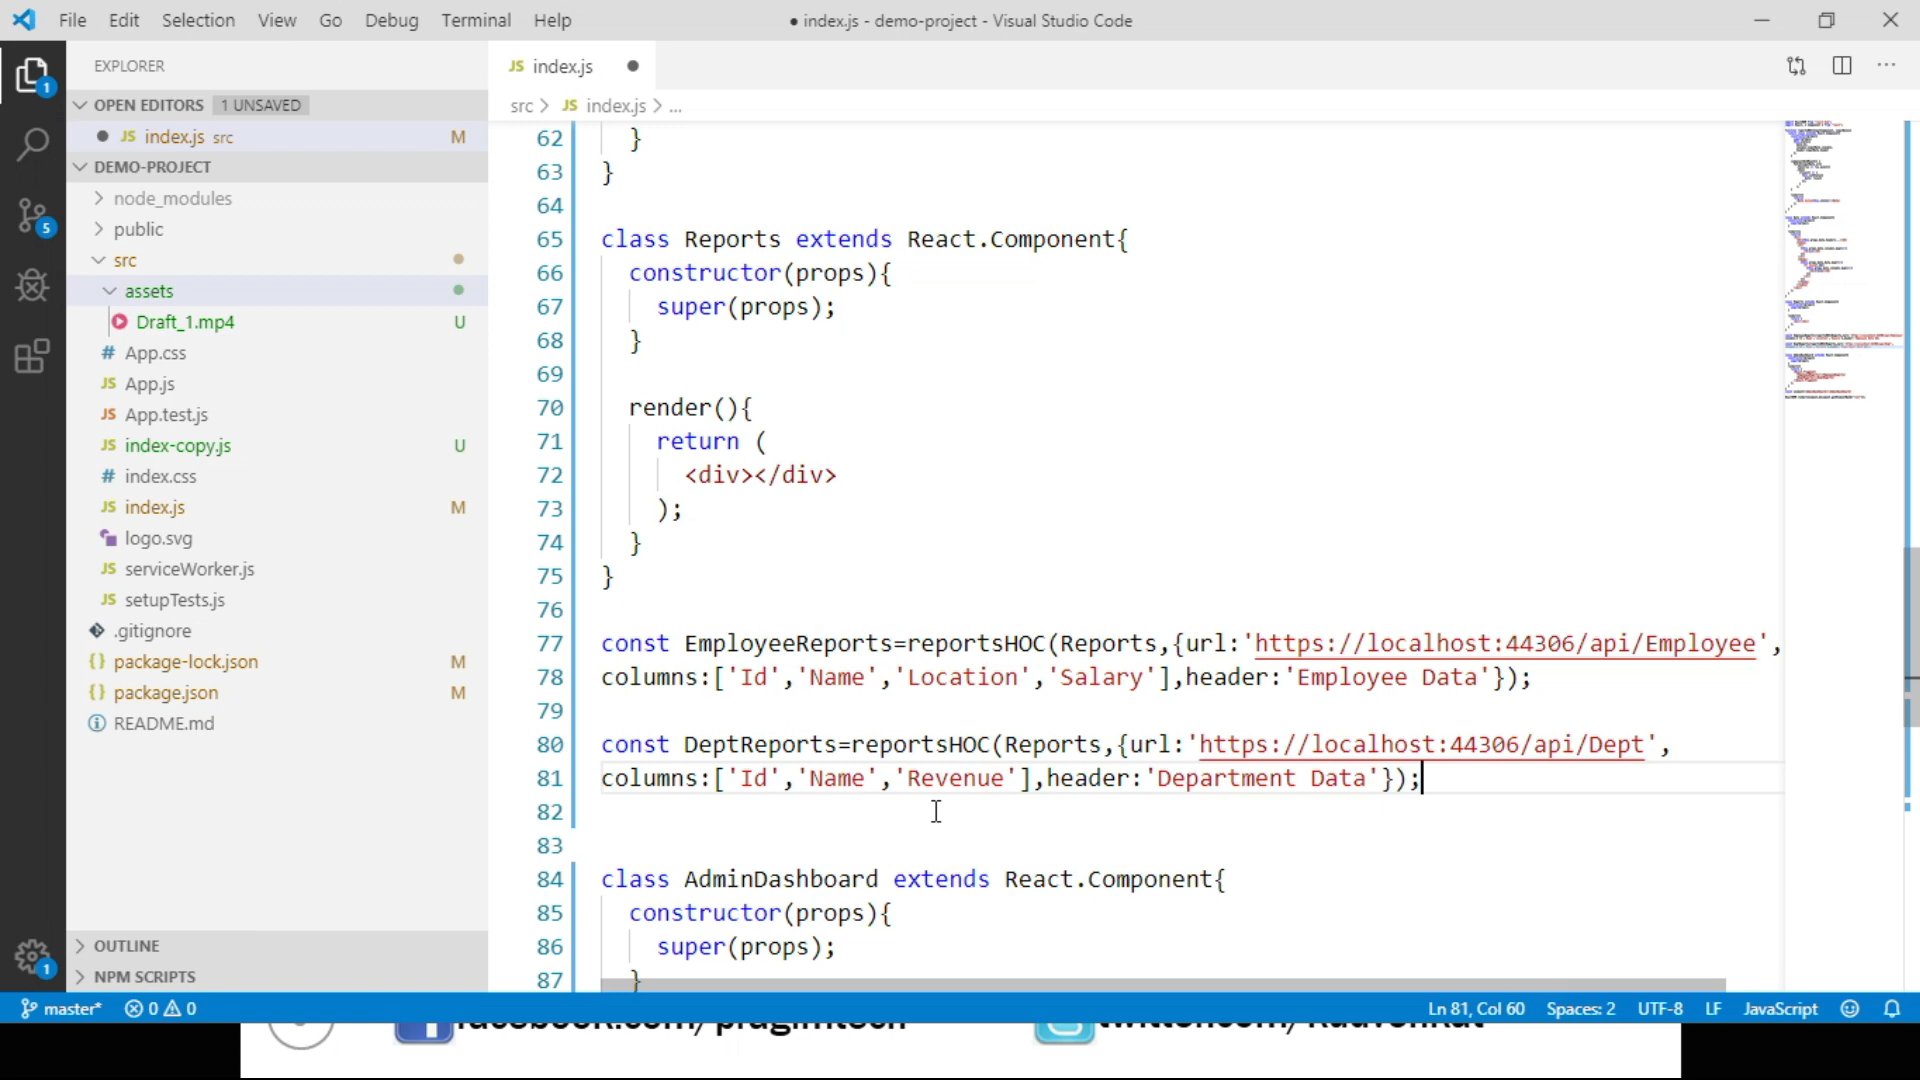 File Edit Selection View Go Debug Terminal Help
● index.js - demo-project - Visual Studio Code
EXPLORER
OPEN EDITORS 1 UNSAVED
JS index.js src M
DEMO-PROJECT
node_modules
public
src
assets
Draft_1.mp4 U
# App.css
JS App.js
JS App.test.js
JS index-copy.js U
# index.css
JS index.js M
logo.svg
JS serviceWorker.js
JS setupTests.js
.gitignore
{} package-lock.json M
{} package.json M
README.md
OUTLINE
NPM SCRIPTS
1
5
1
JS index.js
src > JS index.js > ...
62 }
63 }
64
65 class Reports extends React.Component{
66 constructor(props){
67 super(props);
68 }
69
70 render(){
71 return (
72 <div></div>
73 );
74 }
75 }
76
77 const EmployeeReports=reportsHOC(Reports,{url:'https://localhost:44306/api/Employee',
78 columns:['Id','Name','Location','Salary'],header:'Employee Data'});
79
80 const DeptReports=reportsHOC(Reports,{url:'https://localhost:44306/api/Dept',
81 columns:['Id','Name','Revenue'],header:'Department Data'});
82
83
84 class AdminDashboard extends React.Component{
85 constructor(props){
86 super(props);
87 }
master* 0 0
Ln 81, Col 60 Spaces: 2 UTF-8 LF JavaScript
facebook.com/pragimtech